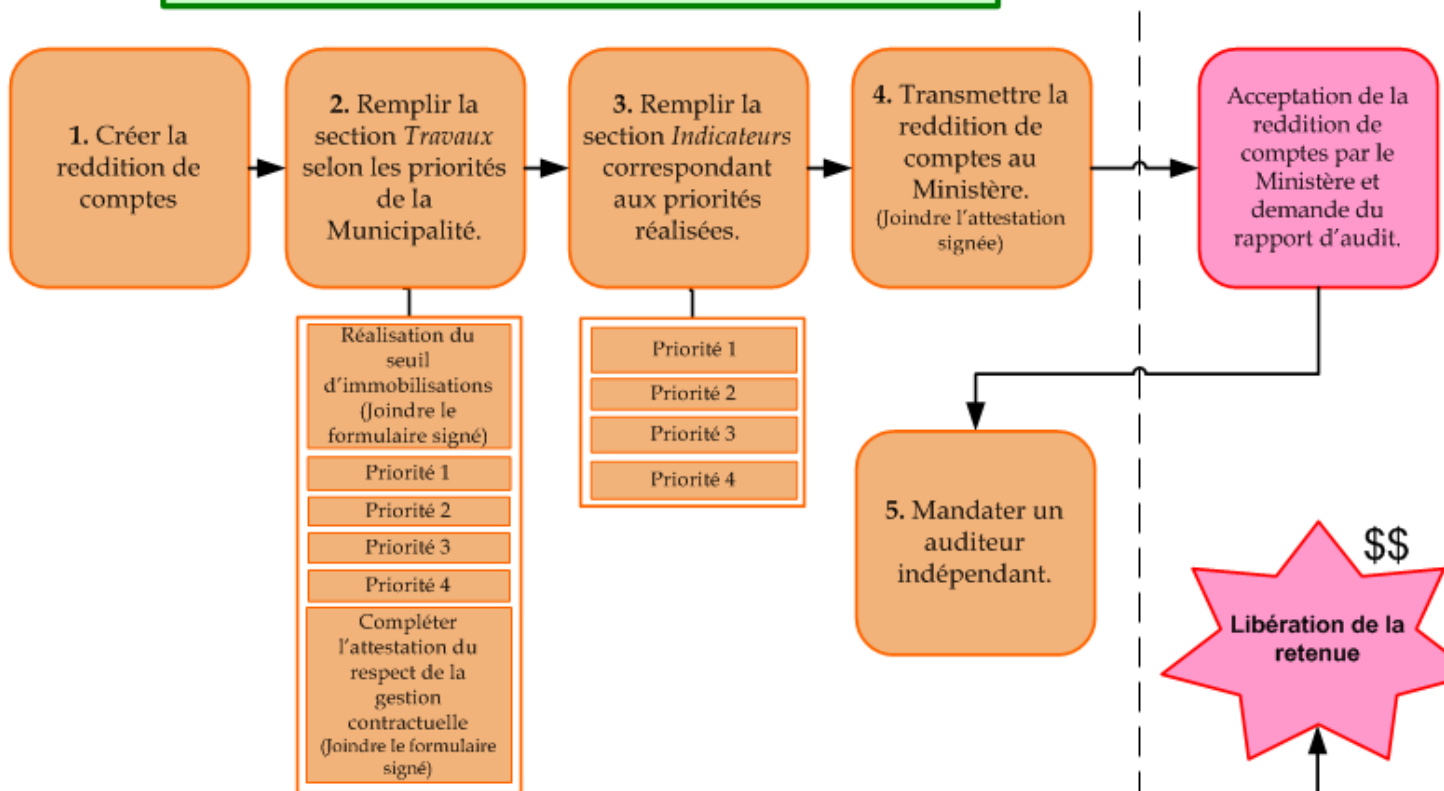 1. Créer la
reddition de
comptes
2. Remplir la
section Travaux
selon les priorités
de la
Municipalité.
3. Remplir la
section Indicateurs
correspondant
aux priorités
réalisées.
4. Transmettre la
reddition de
comptes au
Ministère.
(Joindre l'attestation
signée)
Acceptation de la
reddition de
comptes par le
Ministère et
demande du
rapport d'audit.
Réalisation du
seuil
d'immobilisations
(Joindre le
formulaire signé)
Priorité 1
Priorité 2
Priorité 3
Priorité 4
Compléter
l'attestation du
respect de la
gestion
contractuelle
(Joindre le formulaire
signé)
Priorité 1
Priorité 2
Priorité 3
Priorité 4
5. Mandater un
auditeur
indépendant.
$$
Libération de la
retenue